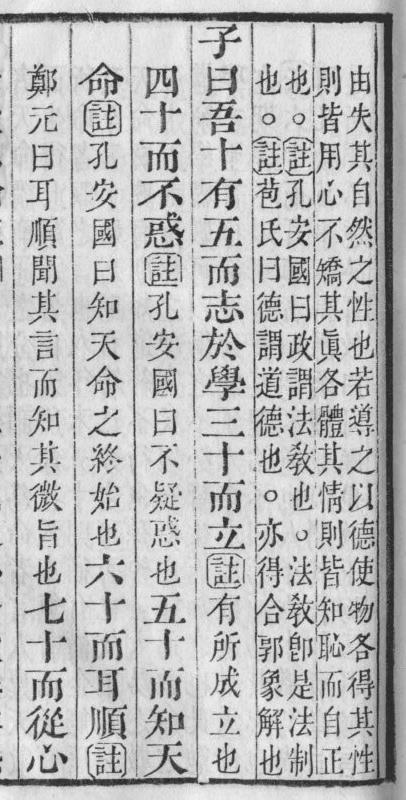 由失其自然之性也若導之以德使物各得其性
則皆用心不矯其眞各體其情則皆知恥而自正
也。註孔安國曰政謂法敎也。法敎卽是法制
也。註苞氏曰德謂道德也。亦得合郭象解也
子曰吾十有五而志於學三十而立註有所成立也
四十而不惑註孔安國曰不疑惑也五十而知天
命註孔安國曰知天命之終始也六十而耳順註
鄭元曰耳順聞其言而知其微旨也七十而從心